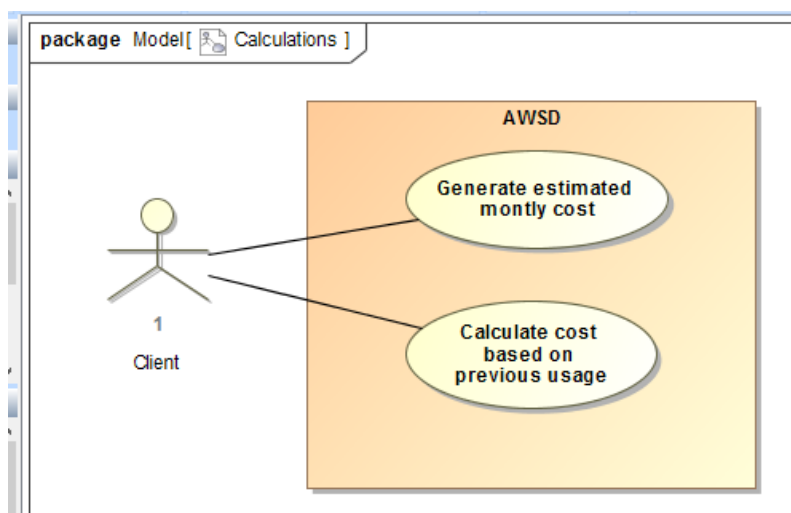 package Model[ Calculations ]
AWSD
Generate estimated
montly cost
1
Client
Calculate cost
based on
previous usage